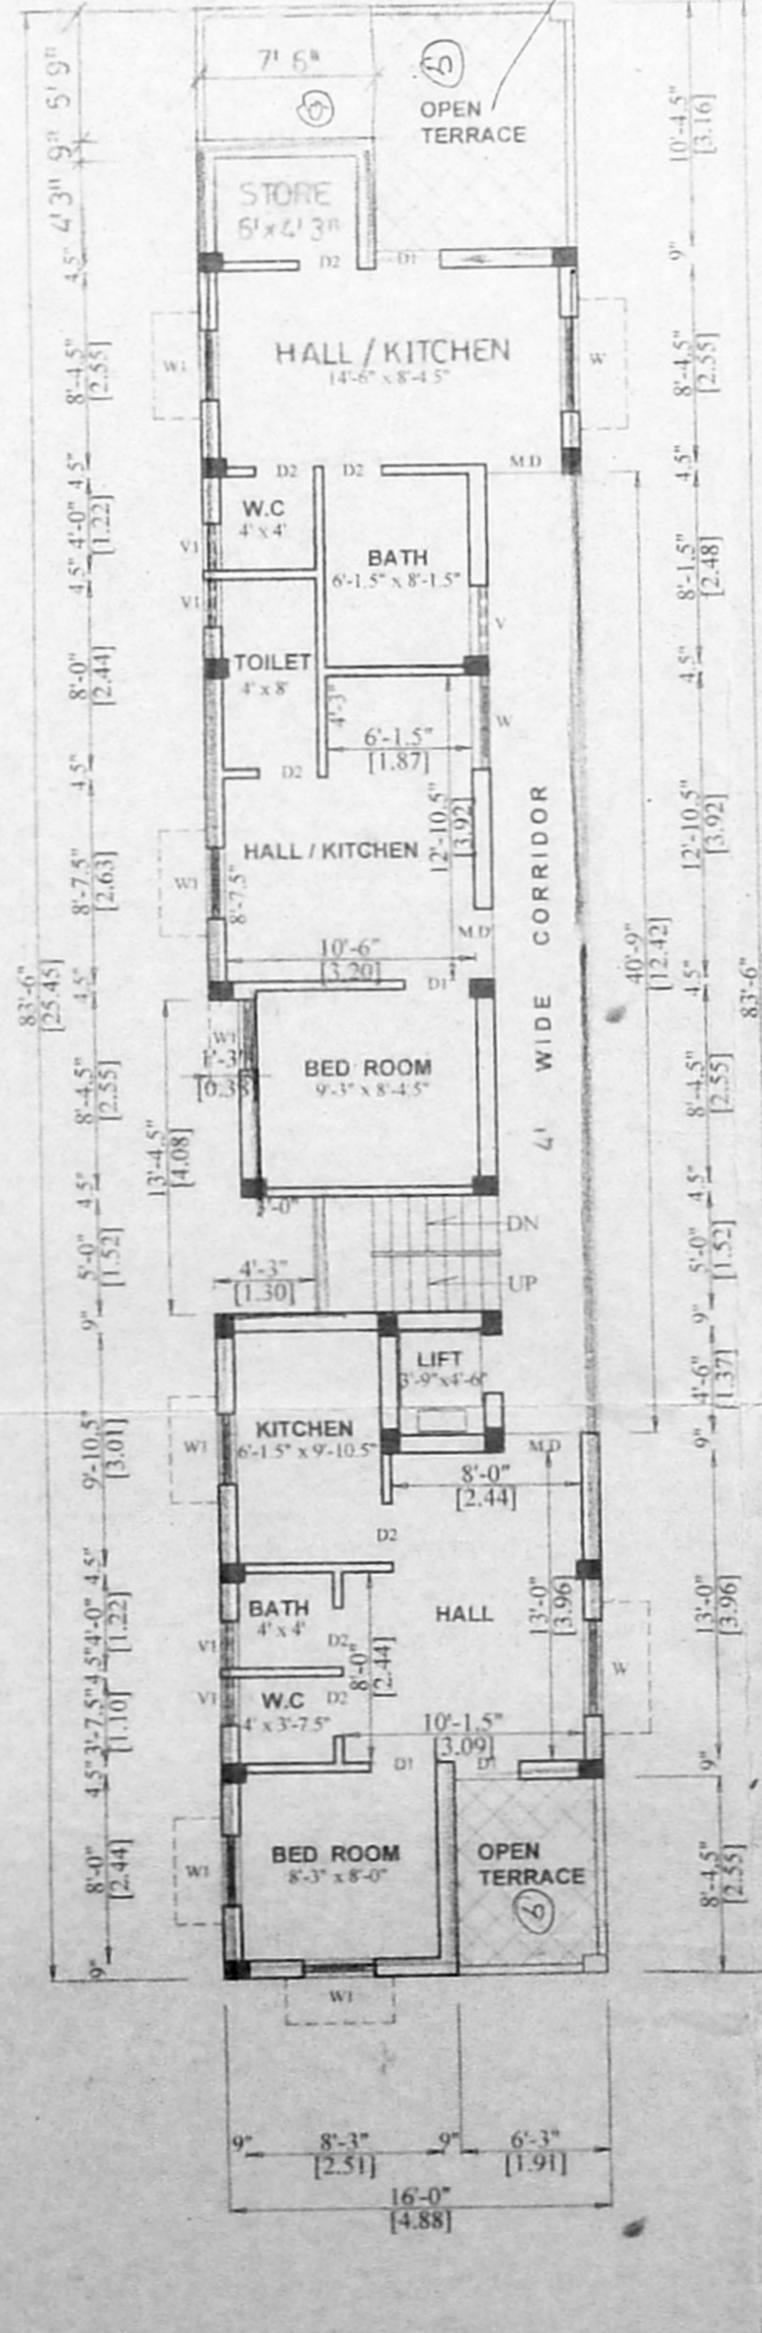 7' 6"
5
6
OPEN
TERRACE
5' 9"
9"
4' 3"
STORE
6' x 4' 3"
10'-4.5"
[3.16]
D2
D1
4.5"
9"
HALL / KITCHEN
14'-6" x 8'-4.5"
W1
W
8'-4.5"
[2.55]
8'-4.5"
[2.55]
M.D
D2
D2
4.5"
4.5"
W.C
4' x 4'
BATH
6'-1.5" x 8'-1.5"
4'-0"
[1.22]
8'-1.5"
[2.48]
V1
4.5"
V1
V
TOILET
4' x 8'
8'-0"
[2.44]
4.5"
4'-3"
W
6'-1.5"
[1.87]
D2
4.5"
12'-10.5"
[3.92]
12'-10.5"
[3.92]
HALL / KITCHEN
8'-7.5"
[2.63]
W1
8'-7.5"
M.D
10'-6"
[3.20]
D1
4' WIDE CORRIDOR
40'-9"
[12.42]
83'-6"
[25.45]
83'-6"
4.5"
4.5"
W1
1'-3"
[0.38
BED ROOM
9'-3" x 8'-4.5"
8'-4.5"
[2.55]
8'-4.5"
[2.55]
13'-4.5"
[4.08]
4.5"
4.5"
'-0"
DN
UP
5'-0"
[1.52]
5'-0"
[1.52]
4'-3"
[1.30]
9"
9"
LIFT
3'-9"x4'-6"
4'-6"
[1.37]
KITCHEN
6'-1.5" x 9'-10.5"
W1
9'-10.5"
[3.01]
M.D
9"
8'-0"
[2.44]
D2
4.5"
BATH
4' x 4'
HALL
13'-0"
[3.96]
13'-0"
[3.96]
4'-0"
[1.22]
V1
D2
8'-0"
[2.44]
4.5"
W
V1
W.C
4' x 3'-7.5"
D2
3'-7.5"
[1.10]
10'-1.5"
[3.09]
4.5"
D1
D1
9"
BED ROOM
8'-3" x 8'-0"
OPEN
TERRACE
6
W1
8'-0"
[2.44]
8'-4.5"
[2.55]
9"
W1
9"
8'-3"
[2.51]
9"
6'-3"
[1.91]
16'-0"
[4.88]